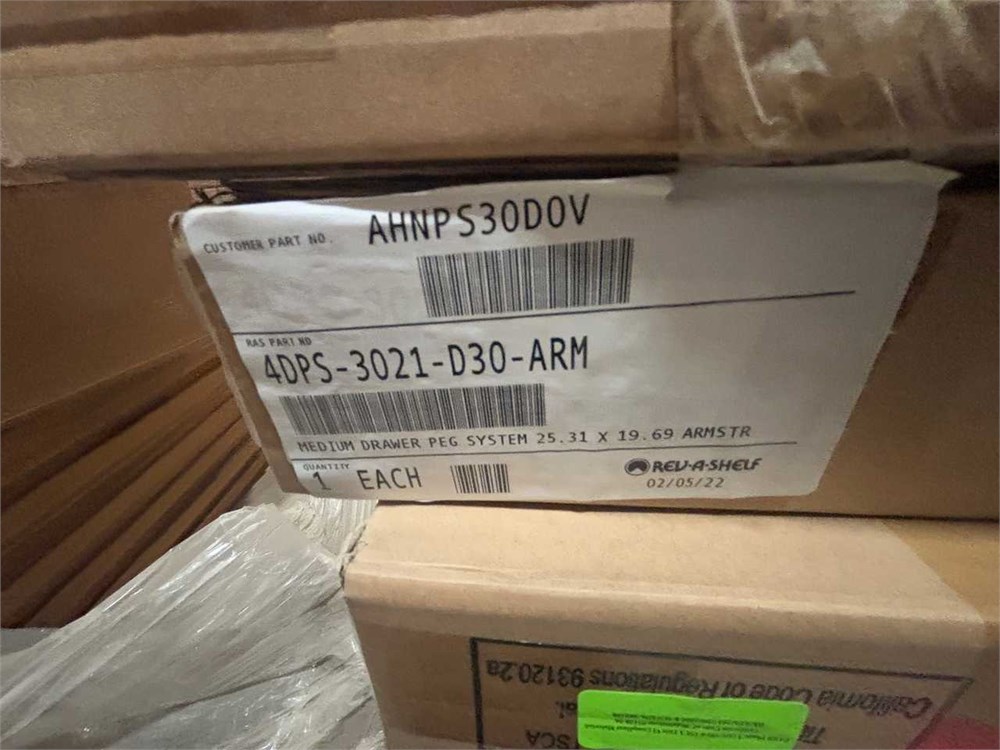 CUSTOMER PART NO. AHNPS30DOV
RAS PART NO
4DPS-3021-D30-ARM
MEDIUM DRAWER PEG SYSTEM 25.31 X 19.69 ARMSTR
QUANTITY
1 EACH
REV-A-SHELF
02/05/22
California Code of Regulations 93120.2a
TSCA